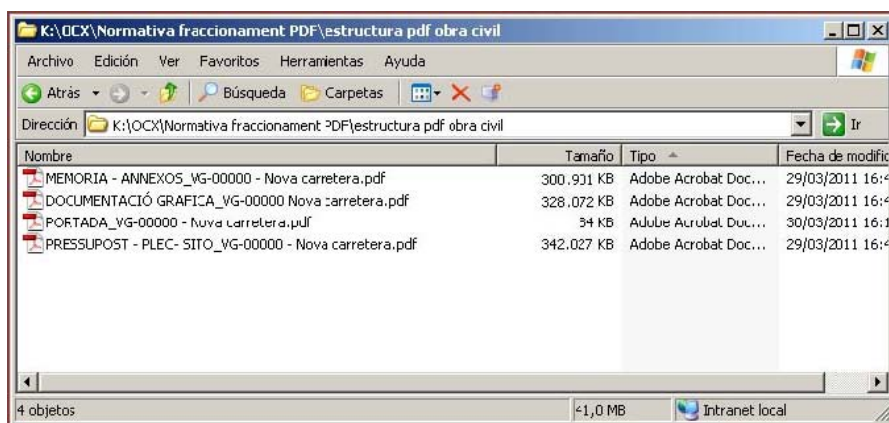 K:\OCX\Normativa fraccionament PDF\estructura pdf obra civil
Archivo Edición Ver Favoritos Herramientas Ayuda
Atrás Búsqueda Carpetas
Dirección K:\OCX\Normativa fraccionament PDF\estructura pdf obra civil Ir
Nombre Tamaño Tipo Fecha de modific
MEMORIA - ANNEXOS_VG-00000 - Nova carretera.pdf 300.901 KB Adobe Acrobat Doc... 29/03/2011 16:4
DOCUMENTACIÓ GRAFICA_VG-00000 Nova carretera.pdf 328.072 KB Adobe Acrobat Doc... 29/03/2011 16:4
PORTADA_VG-00000 - Nova carretera.pdf KB Adobe Acrobat Doc... 30/03/2011 16:1
PRESSUPOST - PLEC- SITO_VG-00000 - Nova carretera.pdf 342.027 KB Adobe Acrobat Doc... 29/03/2011 16:4
4 objetos MB Intranet local